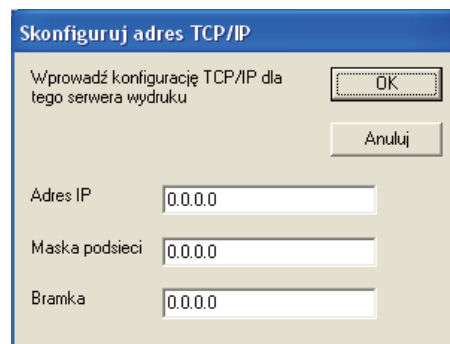 Skonfiguruj adres TCP/IP
Wprowadź konfigurację TCP/IP dla
tego serwera wydruku
OK
Anuluj
Adres IP 0.0.0.0
Maska podsieci 0.0.0.0
Bramka 0.0.0.0